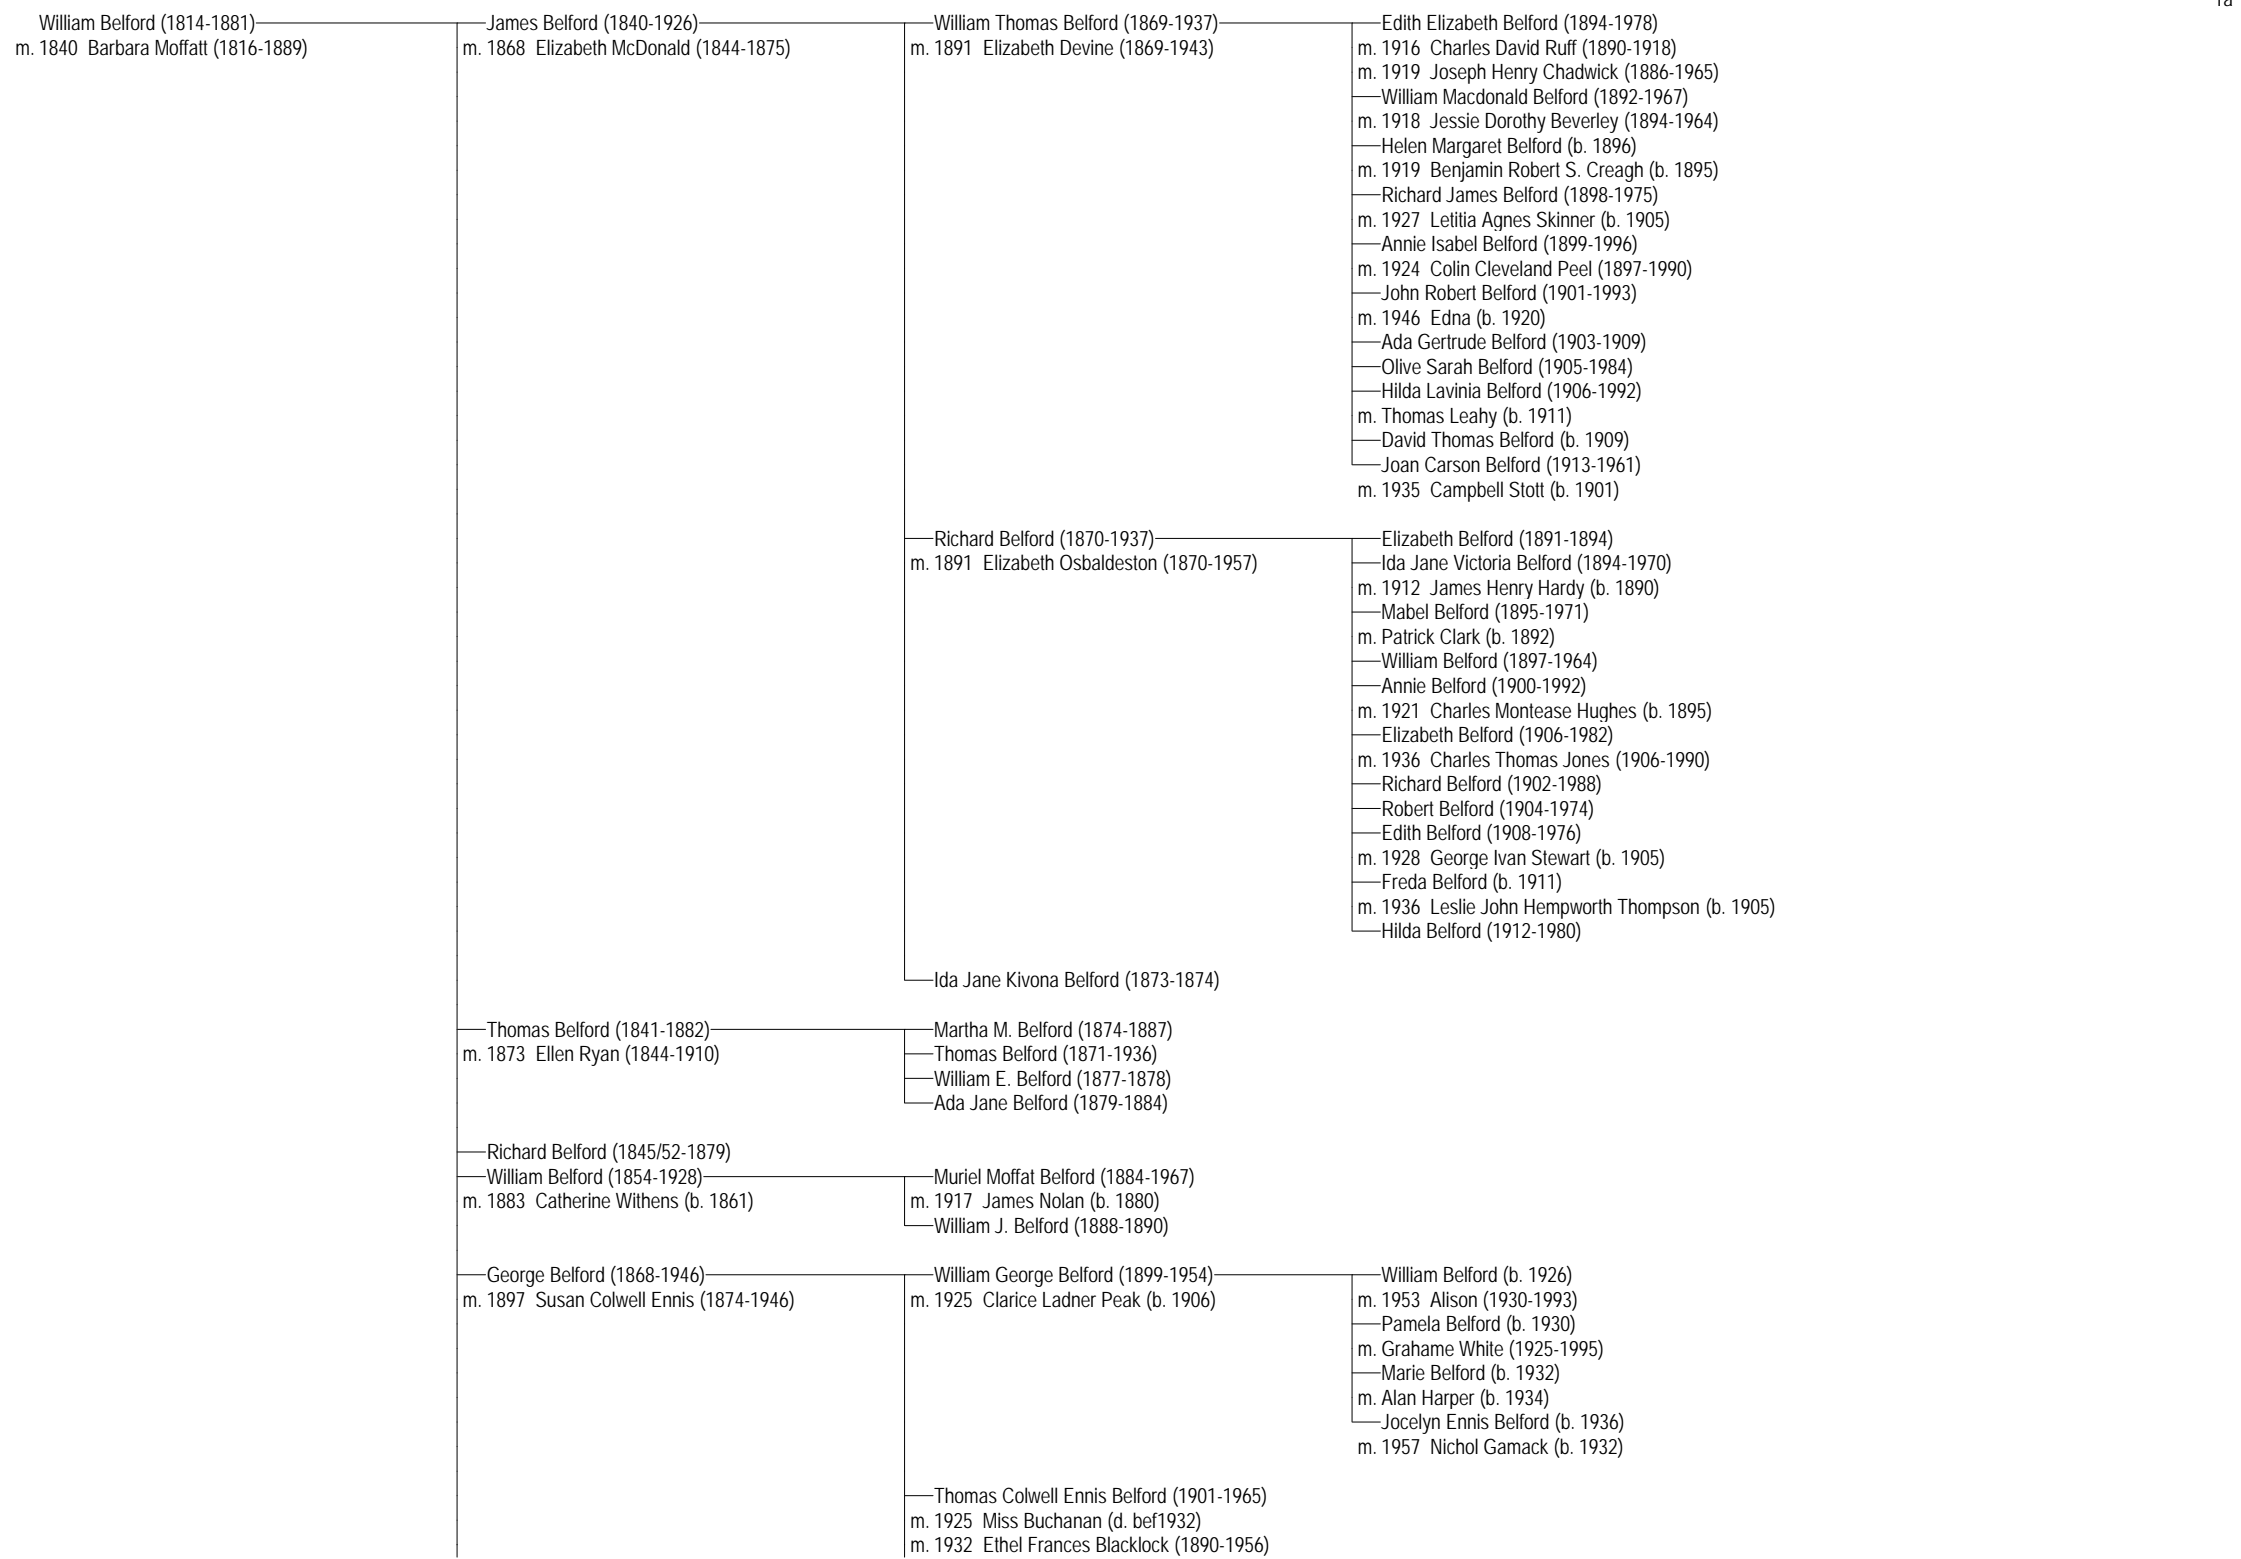 1a
William Belford (1814-1881) James Belford (1840-1926) William Thomas Belford (1869-1937) Edith Elizabeth Belford (1894-1978)
m. 1840 Barbara Moffatt (1816-1889) m. 1868 Elizabeth McDonald (1844-1875) m. 1891 Elizabeth Devine (1869-1943) m. 1916 Charles David Ruff (1890-1918)
m. 1919 Joseph Henry Chadwick (1886-1965)
William Macdonald Belford (1892-1967)
m. 1918 Jessie Dorothy Beverley (1894-1964)
Helen Margaret Belford (b. 1896)
m. 1919 Benjamin Robert S. Creagh (b. 1895)
Richard James Belford (1898-1975)
m. 1927 Letitia Agnes Skinner (b. 1905)
Annie Isabel Belford (1899-1996)
m. 1924 Colin Cleveland Peel (1897-1990)
John Robert Belford (1901-1993)
m. 1946 Edna (b. 1920)
Ada Gertrude Belford (1903-1909)
Olive Sarah Belford (1905-1984)
Hilda Lavinia Belford (1906-1992)
m. Thomas Leahy (b. 1911)
David Thomas Belford (b. 1909)
Joan Carson Belford (1913-1961)
m. 1935 Campbell Stott (b. 1901)
Richard Belford (1870-1937) Elizabeth Belford (1891-1894)
m. 1891 Elizabeth Osbaldeston (1870-1957) Ida Jane Victoria Belford (1894-1970)
m. 1912 James Henry Hardy (b. 1890)
Mabel Belford (1895-1971)
m. Patrick Clark (b. 1892)
William Belford (1897-1964)
Annie Belford (1900-1992)
m. 1921 Charles Montease Hughes (b. 1895)
Elizabeth Belford (1906-1982)
m. 1936 Charles Thomas Jones (1906-1990)
Richard Belford (1902-1988)
Robert Belford (1904-1974)
Edith Belford (1908-1976)
m. 1928 George Ivan Stewart (b. 1905)
Freda Belford (b. 1911)
m. 1936 Leslie John Hempworth Thompson (b. 1905)
Hilda Belford (1912-1980)
Ida Jane Kivona Belford (1873-1874)
Thomas Belford (1841-1882) Martha M. Belford (1874-1887)
m. 1873 Ellen Ryan (1844-1910) Thomas Belford (1871-1936)
William E. Belford (1877-1878)
Ada Jane Belford (1879-1884)
Richard Belford (1845/52-1879)
William Belford (1854-1928) Muriel Moffat Belford (1884-1967)
m. 1883 Catherine Withens (b. 1861) m. 1917 James Nolan (b. 1880)
William J. Belford (1888-1890)
George Belford (1868-1946) William George Belford (1899-1954) William Belford (b. 1926)
m. 1897 Susan Colwell Ennis (1874-1946) m. 1925 Clarice Ladner Peak (b. 1906) m. 1953 Alison (1930-1993)
Pamela Belford (b. 1930)
m. Grahame White (1925-1995)
Marie Belford (b. 1932)
m. Alan Harper (b. 1934)
Jocelyn Ennis Belford (b. 1936)
m. 1957 Nichol Gamack (b. 1932)
Thomas Colwell Ennis Belford (1901-1965)
m. 1925 Miss Buchanan (d. bef1932)
m. 1932 Ethel Frances Blacklock (1890-1956)